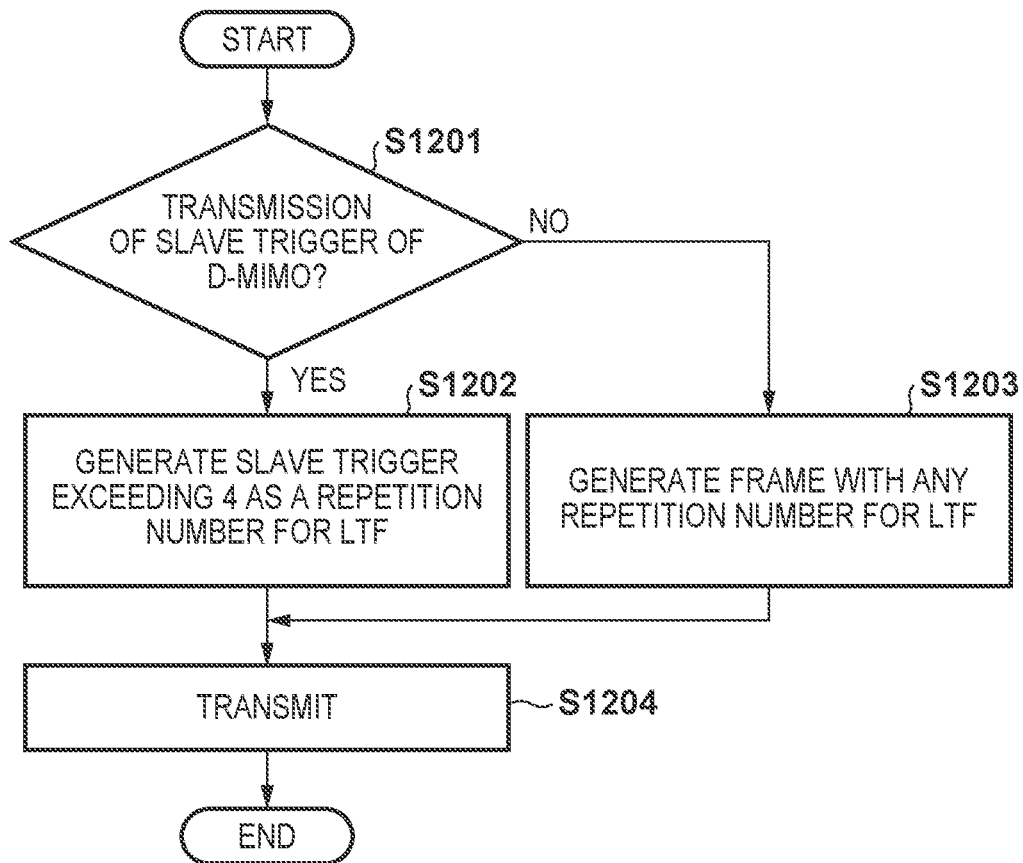 START
S1201
TRANSMISSION
OF SLAVE TRIGGER OF
D-MIMO?
NO
YES
S1202
GENERATE SLAVE TRIGGER
EXCEEDING 4 AS A REPETITION
NUMBER FOR LTF
S1203
GENERATE FRAME WITH ANY
REPETITION NUMBER FOR LTF
TRANSMIT
S1204
END